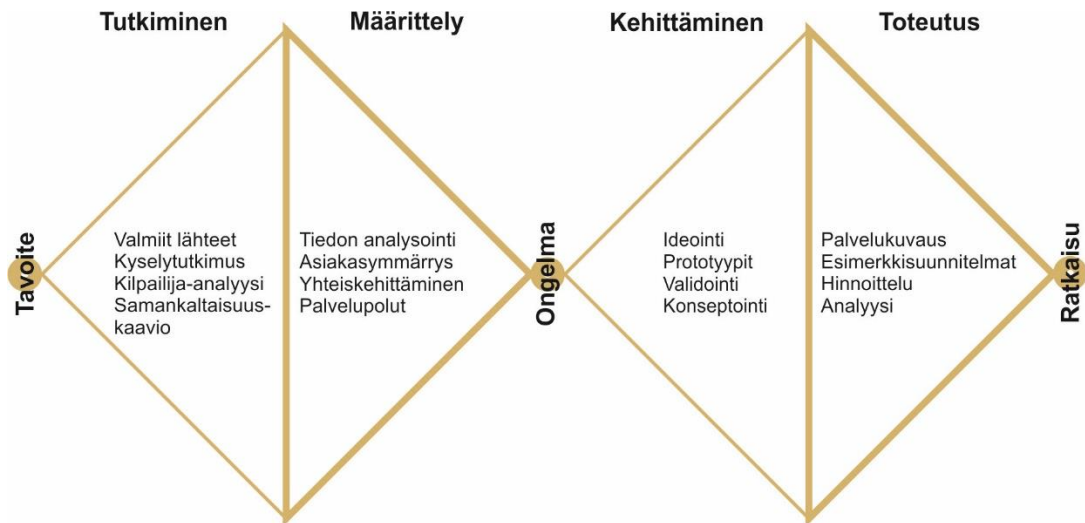 Tutkiminen
Määrittely
Kehittäminen
Toteutus
Tavoite
Valmiit lähteet
Kyselytutkimus
Kilpailija-analyysi
Samankaltaisuus-
kaavio
Tiedon analysointi
Asiakasymmärrys
Yhteiskehittäminen
Palvelupolut
Ongelma
Ideointi
Prototyypit
Validointi
Konseptointi
Palvelukuvaus
Esimerkkisuunnitelmat
Hinnoittelu
Analyysi
Ratkaisu